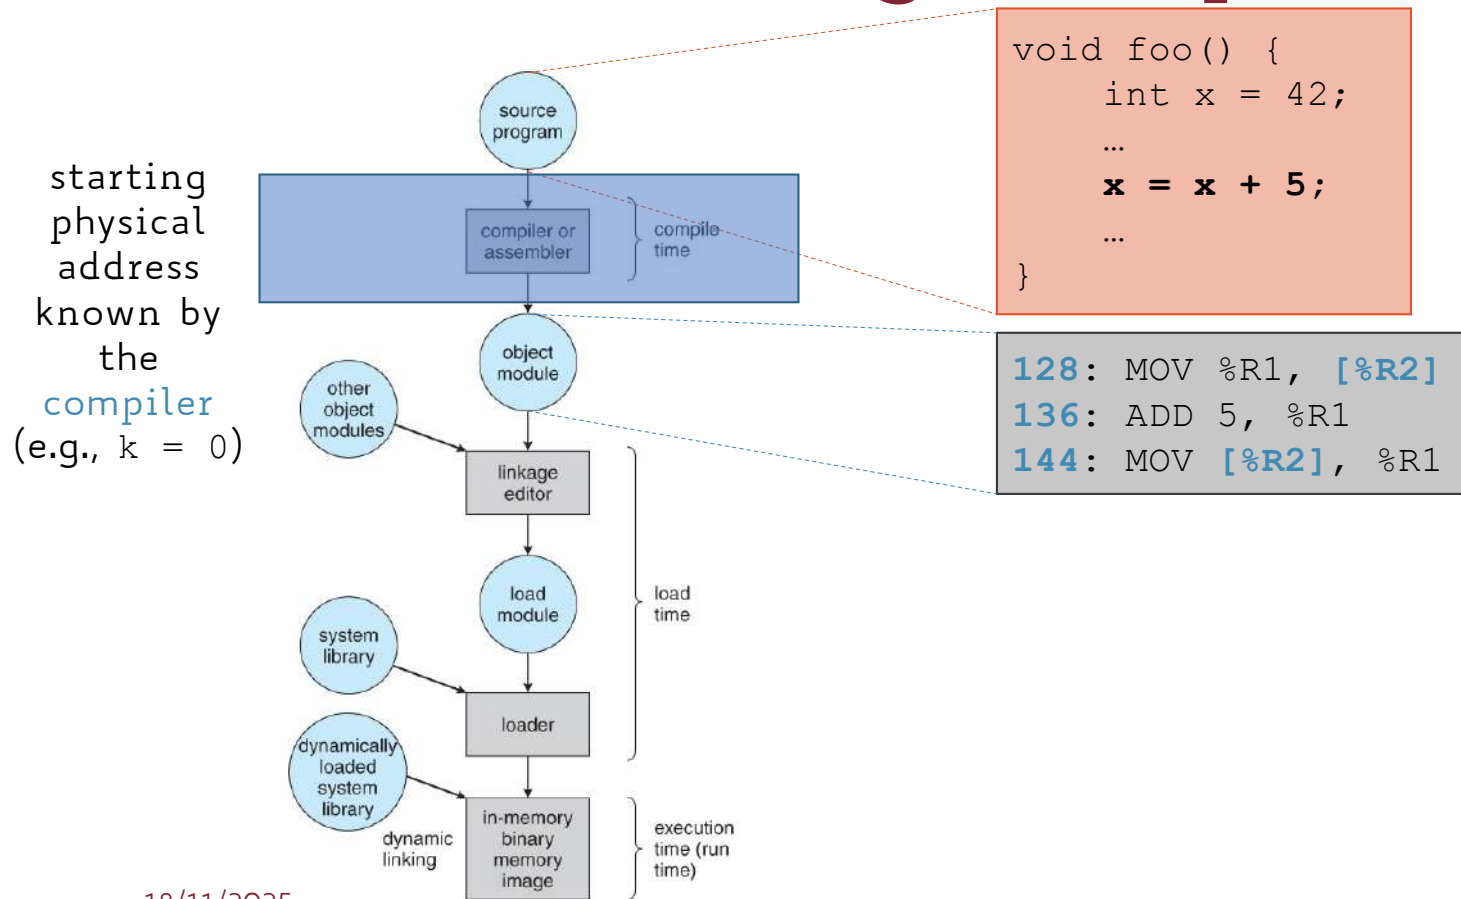 starting
physical
address
known by
the
compiler
(e.g., k = 0)
source
program
compiler or
assembler
compile
time
object
module
other
object
modules
linkage
editor
load
module
load
time
system
library
loader
dynamically
loaded
system
library
dynamic
linking
in-memory
binary
memory
image
execution
time (run
time)
void foo() {
int x = 42;
…
x = x + 5;
…
}
128: MOV %R1, [%R2]
136: ADD 5, %R1
144: MOV [%R2], %R1
18/11/2025